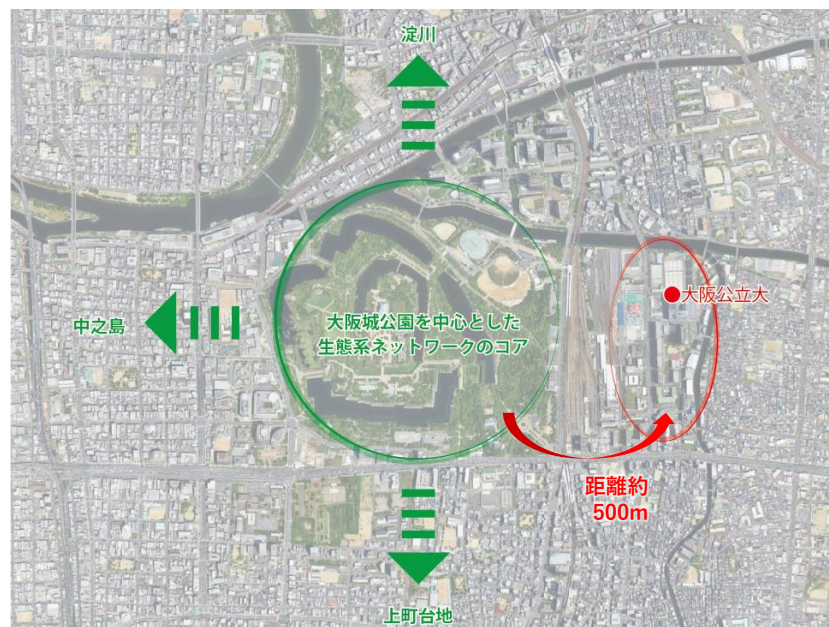 淀川
中之島
大阪城公園を中心とした
生態系ネットワークのコア
大阪公立大
距離約
500m
上町台地